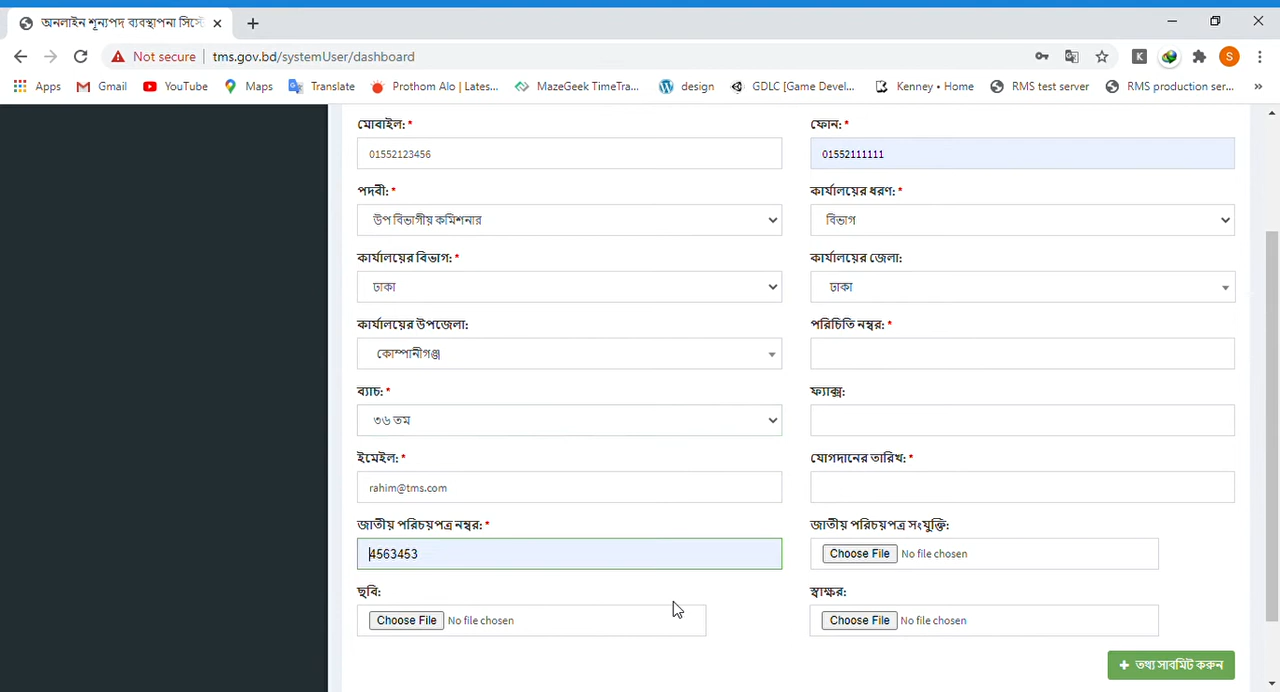 অনলাইন শূন্যপদ ব্যবস্থাপনা সিস্টে
Not secure tms.gov.bd/systemUser/dashboard
Apps Gmail YouTube Maps Translate Prothom Alo | Lates... MazeGeek TimeTra... design GDLC [Game Devel... Kenney • Home RMS test server RMS production ser... »
মোবাইল: * ফোন: *
01552123456 01552111111
পদবী: * কার্যালয়ের ধরণ: *
উপ বিভাগীয় কমিশনার বিভাগ
কার্যালয়ের বিভাগ: * কার্যালয়ের জেলা:
ঢাকা ঢাকা
কার্যালয়ের উপজেলা: পরিচিতি নম্বর: *
কোম্পানীগঞ্জ
ব্যাচ: * ফ্যাক্স:
৩৬ তম
ইমেইল: * যোগদানের তারিখ: *
rahim@tms.com
জাতীয় পরিচয়পত্র নম্বর: * জাতীয় পরিচয়পত্র সংযুক্তি:
4563453 Choose File No file chosen
ছবি: স্বাক্ষর:
Choose File No file chosen Choose File No file chosen
+ তথ্য সাবমিট করুন